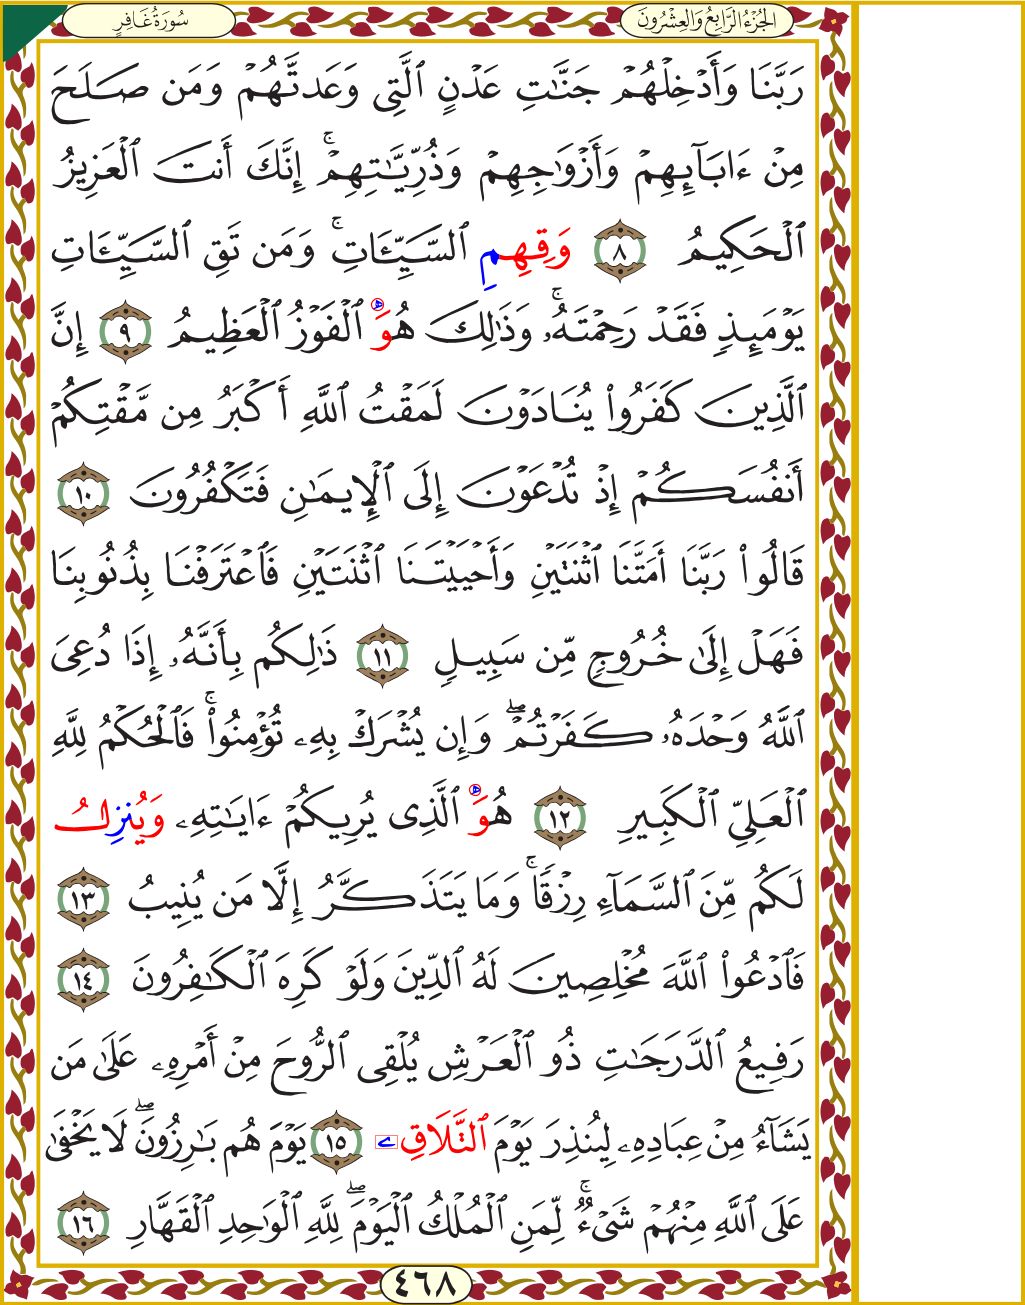 سُورَةُ غَافِرٍ
الجُزْءُ الرَّابِعُ وَالعِشْرُونَ
رَبَّنَا وَأَدْخِلْهُمْ جَنَّٰتِ عَدْنٍ ٱلَّتِى وَعَدتَّهُمْ وَمَن صَلَحَ
مِنْ ءَابَآئِهِمْ وَأَزْوَٰجِهِمْ وَذُرِّيَّٰتِهِمْۚ إِنَّكَ أَنتَ ٱلْعَزِيزُ
ٱلْحَكِيمُ ٨ وَقِهِمِ ٱلسَّيِّـَٔاتِۚ وَمَن تَقِ ٱلسَّيِّـَٔاتِ
يَوْمَئِذٍ فَقَدْ رَحِمْتَهُۥۚ وَذَٰلِكَ هُوَ ٱلْفَوْزُ ٱلْعَظِيمُ ٩ إِنَّ
ٱلَّذِينَ كَفَرُوا۟ يُنَادَوْنَ لَمَقْتُ ٱللَّهِ أَكْبَرُ مِن مَّقْتِكُمْ
أَنفُسَكُمْ إِذْ تُدْعَوْنَ إِلَى ٱلْإِيمَٰنِ فَتَكْفُرُونَ ١٠
قَالُوا۟ رَبَّنَا أَمَتَّنَا ٱثْنَتَيْنِ وَأَحْيَيْتَنَا ٱثْنَتَيْنِ فَٱعْتَرَفْنَا بِذُنُوبِنَا
فَهَلْ إِلَىٰ خُرُوجٍ مِّن سَبِيلٍ ١١ ذَٰلِكُم بِأَنَّهُۥ إِذَا دُعِىَ
ٱللَّهُ وَحْدَهُۥ كَفَرْتُمْۖ وَإِن يُشْرَكْ بِهِۦ تُؤْمِنُوا۟ۚ فَٱلْحُكْمُ لِلَّهِ
ٱلْعَلِىِّ ٱلْكَبِيرِ ١٢ هُوَ ٱلَّذِى يُرِيكُمْ ءَايَٰتِهِۦ وَيُنزِلُ
لَكُم مِّنَ ٱلسَّمَآءِ رِزْقًاۚ وَمَا يَتَذَكَّرُ إِلَّا مَن يُنِيبُ ١٣
فَٱدْعُوا۟ ٱللَّهَ مُخْلِصِينَ لَهُ ٱلدِّينَ وَلَوْ كَرِهَ ٱلْكَٰفِرُونَ ١٤
رَفِيعُ ٱلدَّرَجَٰتِ ذُو ٱلْعَرْشِ يُلْقِى ٱلرُّوحَ مِنْ أَمْرِهِۦ عَلَىٰ مَن
يَشَآءُ مِنْ عِبَادِهِۦ لِيُنذِرَ يَوْمَ ٱلتَّلَاقِۦ ١٥ يَوْمَ هُم بَٰرِزُونَۖ لَا يَخْفَىٰ
عَلَى ٱللَّهِ مِنْهُمْ شَىْءٌۚ لِّمَنِ ٱلْمُلْكُ ٱلْيَوْمَۖ لِلَّهِ ٱلْوَٰحِدِ ٱلْقَهَّارِ ١٦
٤٦٨